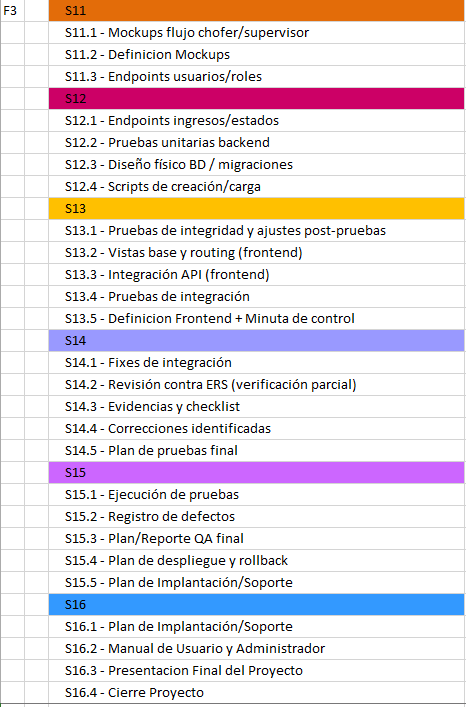 F3 S11
S11.1 - Mockups flujo chofer/supervisor
S11.2 - Definicion Mockups
S11.3 - Endpoints usuarios/roles
S12
S12.1 - Endpoints ingresos/estados
S12.2 - Pruebas unitarias backend
S12.3 - Diseño físico BD / migraciones
S12.4 - Scripts de creación/carga
S13
S13.1 - Pruebas de integridad y ajustes post-pruebas
S13.2 - Vistas base y routing (frontend)
S13.3 - Integración API (frontend)
S13.4 - Pruebas de integración
S13.5 - Definicion Frontend + Minuta de control
S14
S14.1 - Fixes de integración
S14.2 - Revisión contra ERS (verificación parcial)
S14.3 - Evidencias y checklist
S14.4 - Correcciones identificadas
S14.5 - Plan de pruebas final
S15
S15.1 - Ejecución de pruebas
S15.2 - Registro de defectos
S15.3 - Plan/Reporte QA final
S15.4 - Plan de despliegue y rollback
S15.5 - Plan de Implantación/Soporte
S16
S16.1 - Plan de Implantación/Soporte
S16.2 - Manual de Usuario y Administrador
S16.3 - Presentacion Final del Proyecto
S16.4 - Cierre Proyecto